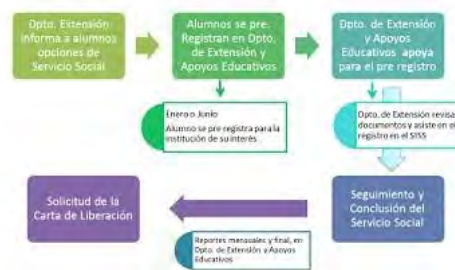 Dpto. Extensión
Informa a alumnos
opciones de
Servicio Social
Alumnos se pre.
Registran en Dpto.
de Extensión y
Apoyos Educativos
Dpto. de Extensión
y Apoyos
Educativos apoya
para el pre registro
Enero o Junio
Alumno se pre registra para la
institución de su interés
Dpto. de Extensión revisa
documentos y asiste en el
registro en el SISS
Solicitud de la
Carta de Liberación
Seguimiento y
Conclusión del
Servicio Social
Reportes mensuales y final, en
Dpto. de Extensión y Apoyos
Educativos